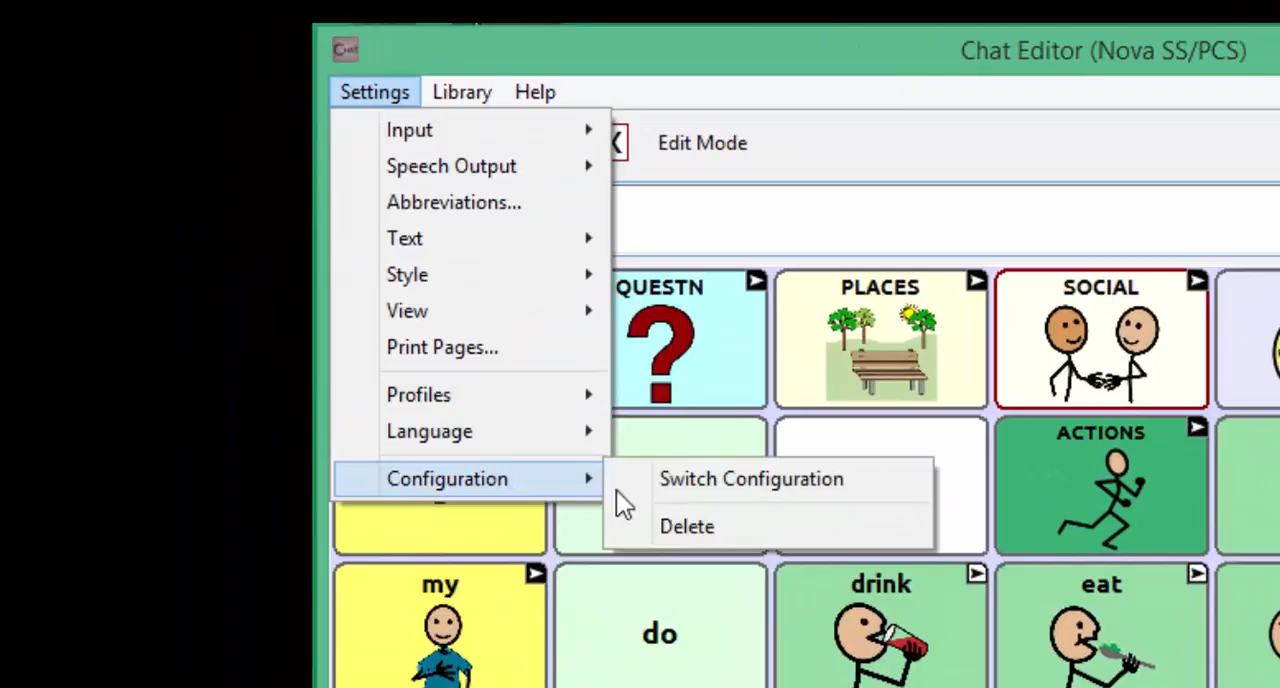 Chat
Chat Editor (Nova SS/PCS)
Settings Library Help
Input
Speech Output
Abbreviations...
Text
Style
View
Print Pages...
Profiles
Language
Configuration
Edit Mode
Switch Configuration
Delete
QUESTN
PLACES
SOCIAL
ACTIONS
my
do
drink
eat